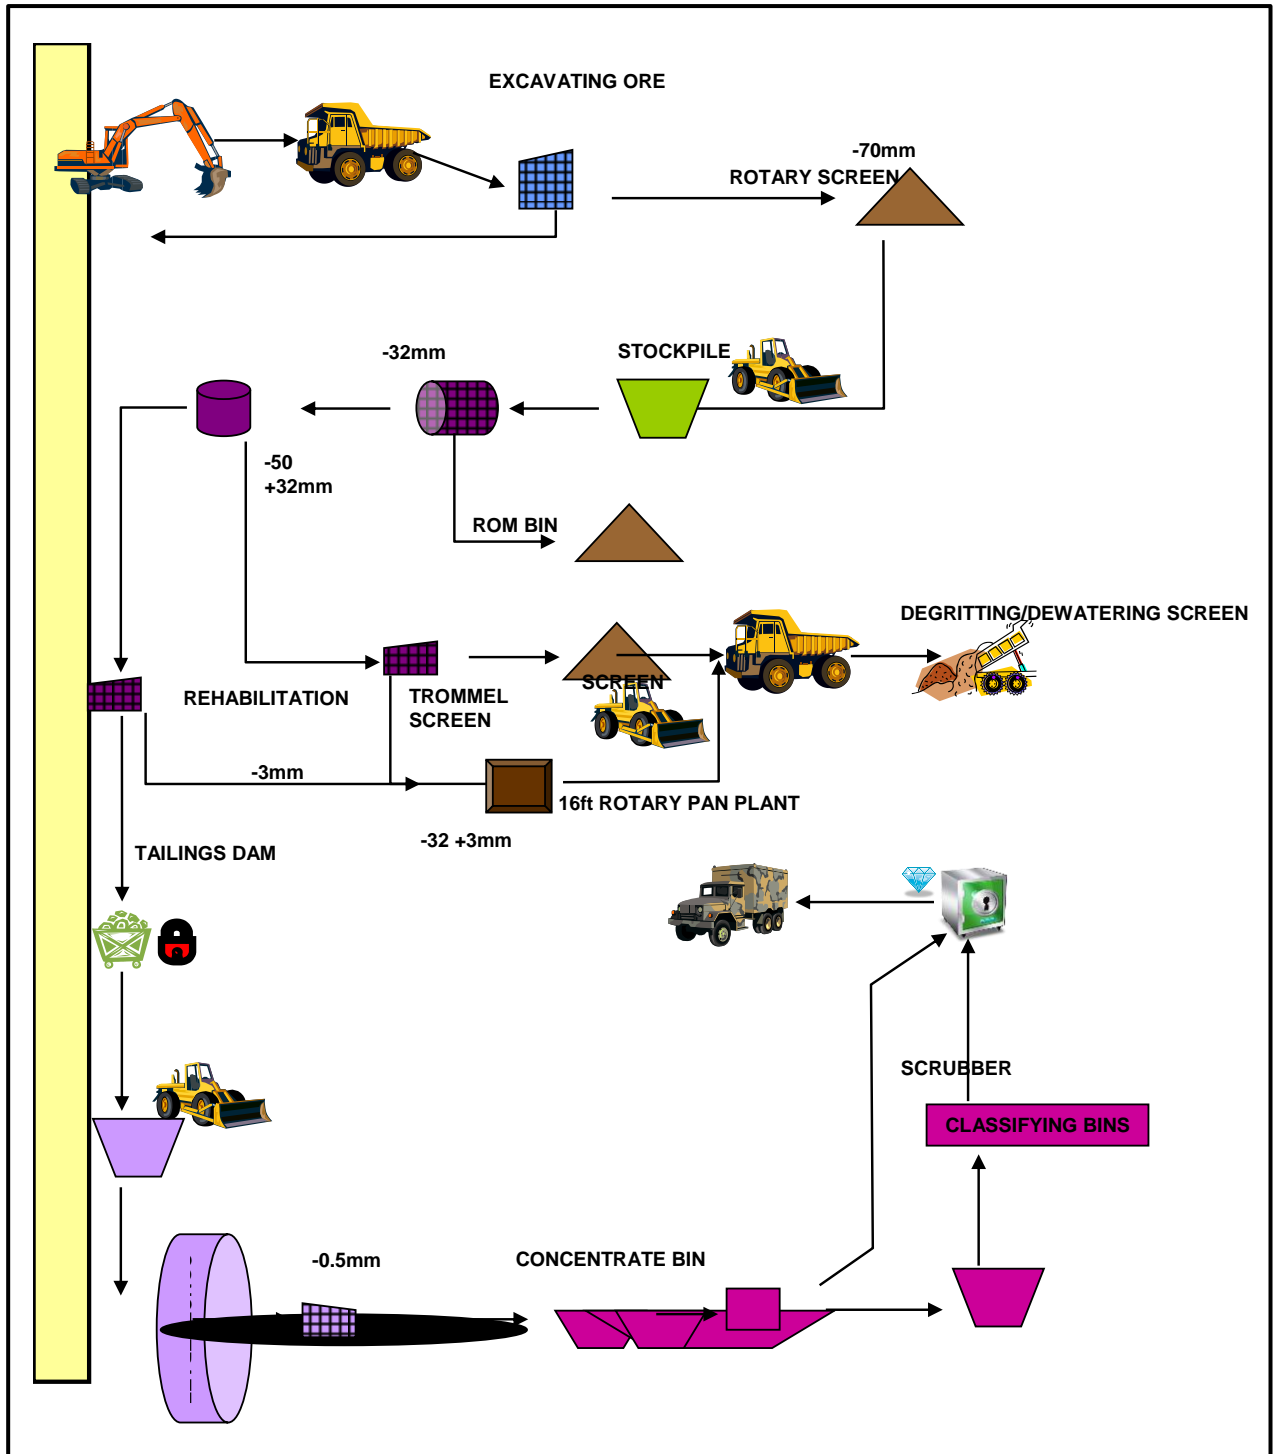 EXCAVATING ORE
-70mm
ROTARY SCREEN
-32mm
STOCKPILE
-50
+32mm
ROM BIN
DEGRITTING/DEWATERING SCREEN
SCREEN
REHABILITATION
TROMMEL
SCREEN
-3mm
16ft ROTARY PAN PLANT
-32 +3mm
TAILINGS DAM
SCRUBBER
CLASSIFYING BINS
-0.5mm
CONCENTRATE BIN